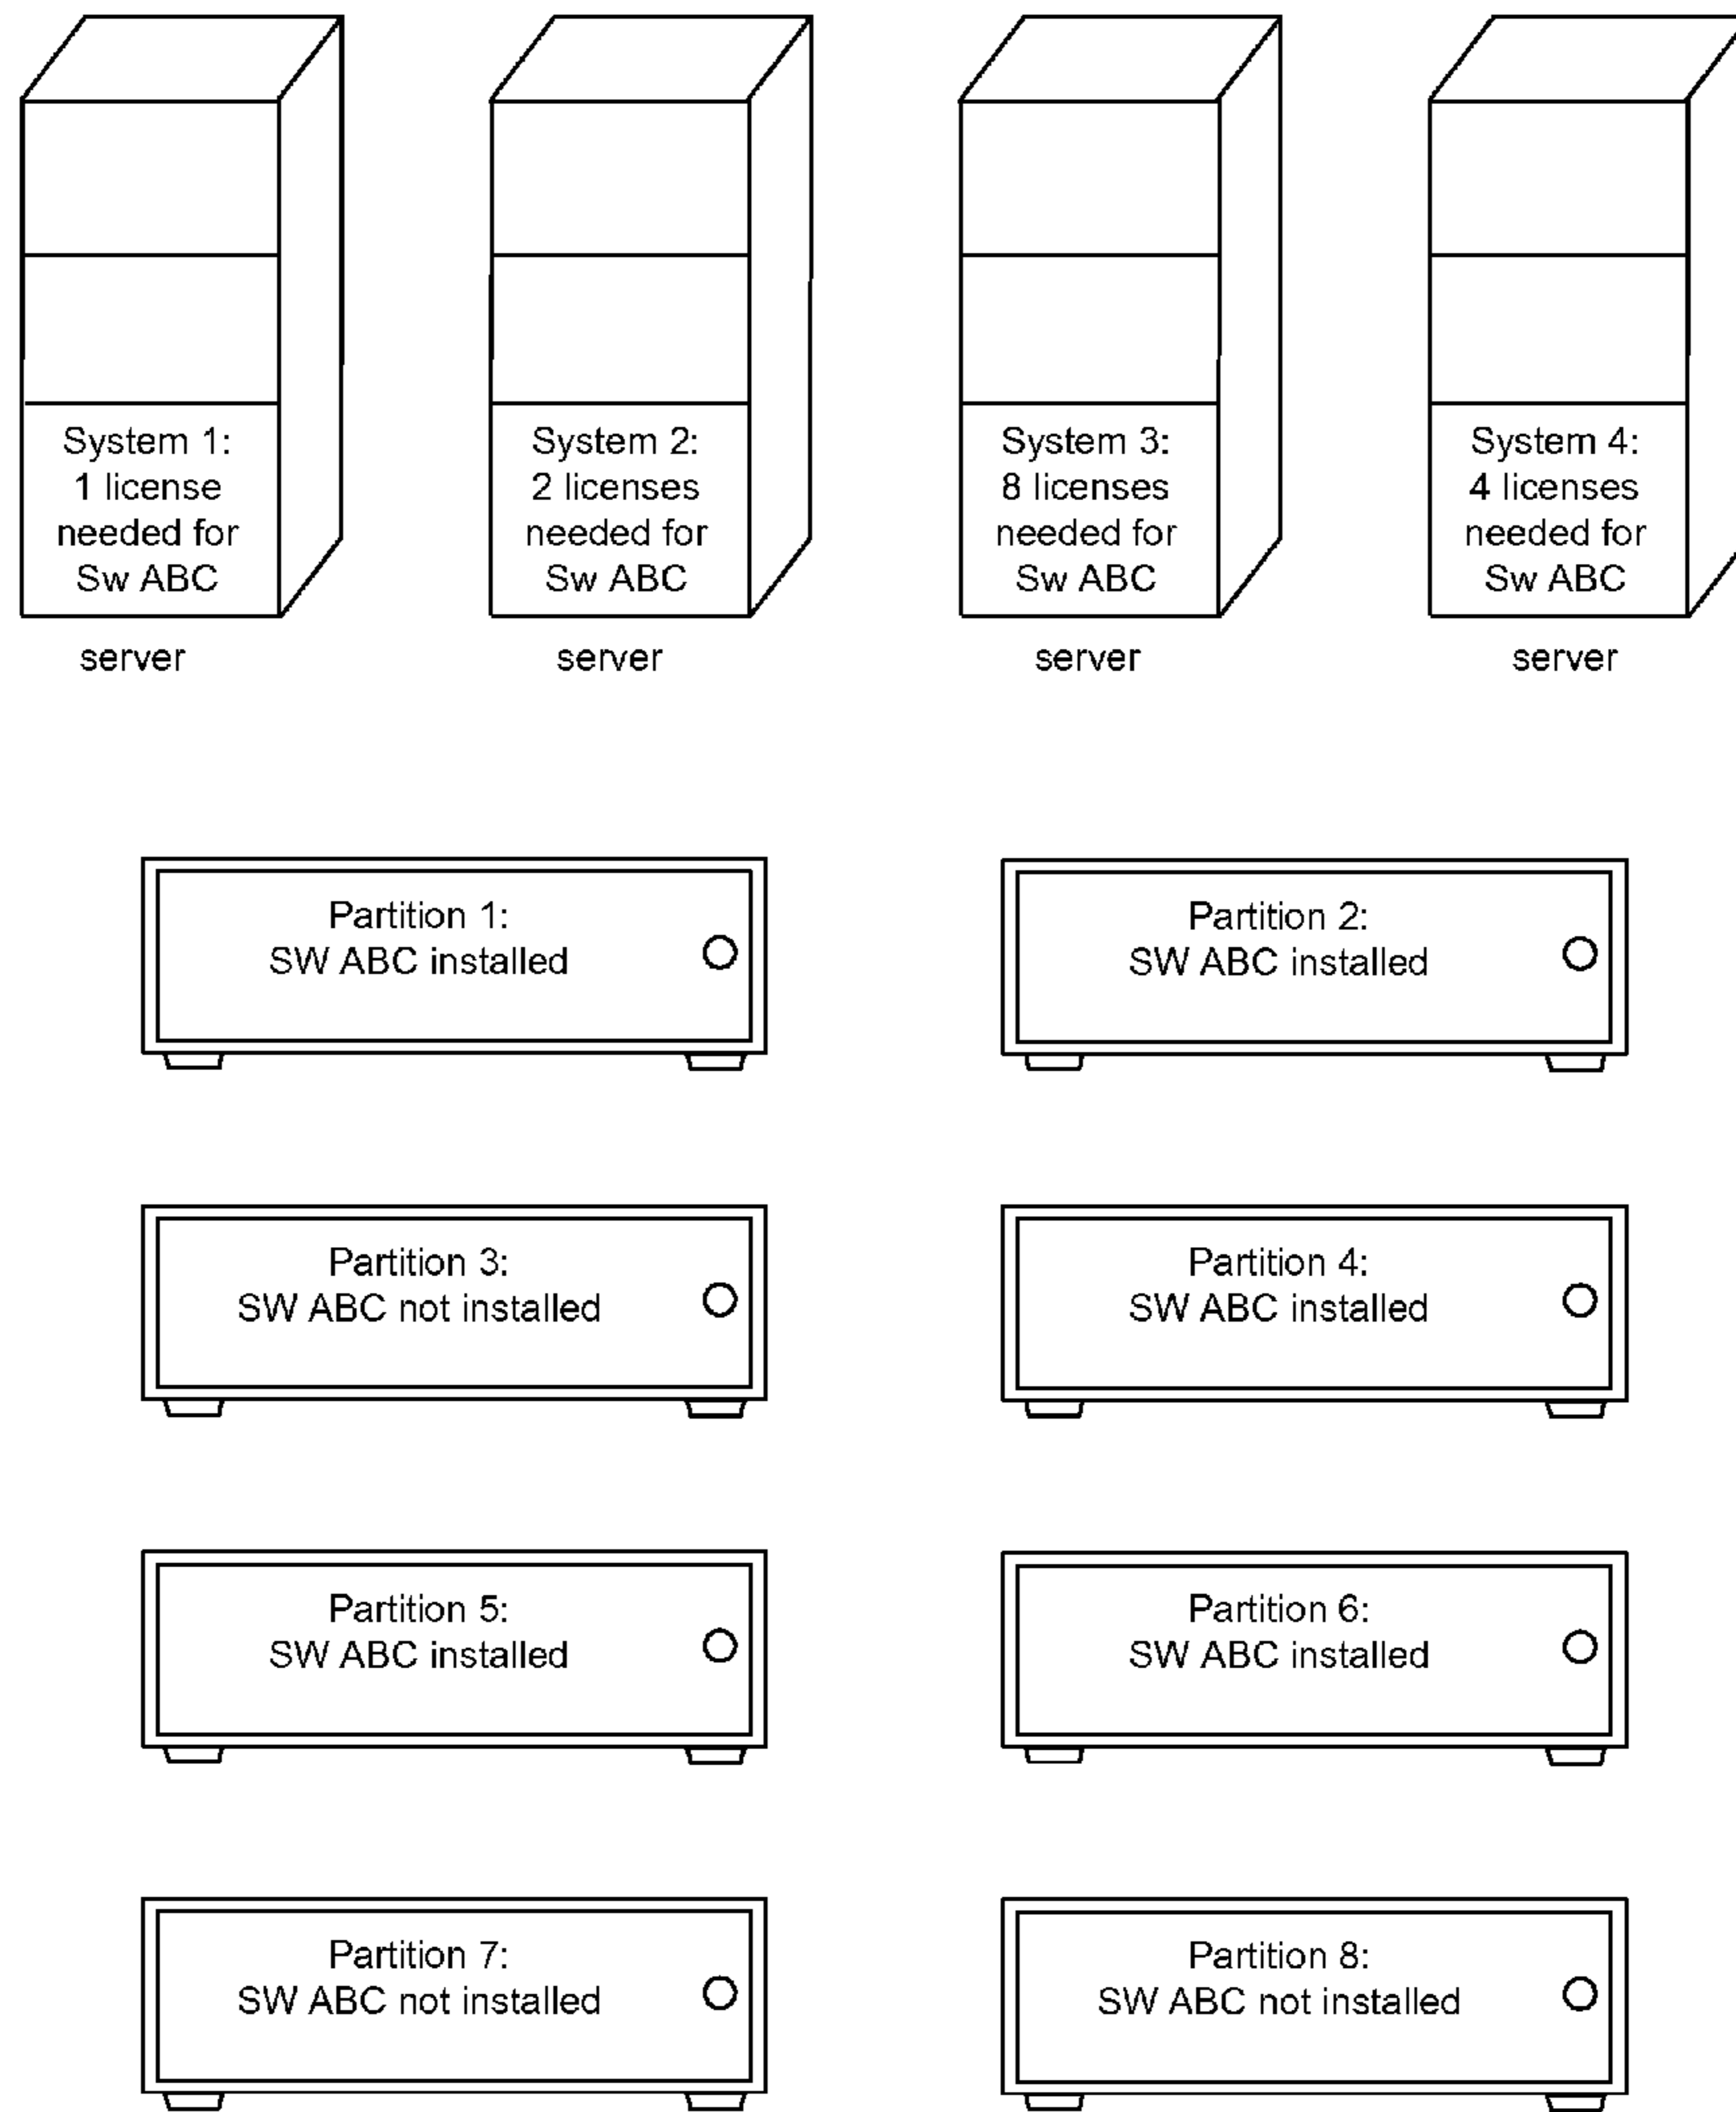 System 1:
1 license
needed for
Sw ABC
server
System 2:
2 licenses
needed for
Sw ABC
server
System 3:
8 licenses
needed for
Sw ABC
server
System 4:
4 licenses
needed for
Sw ABC
server
Partition 1:
SW ABC installed
Partition 2:
SW ABC installed
Partition 3:
SW ABC not installed
Partition 4:
SW ABC installed
Partition 5:
SW ABC installed
Partition 6:
SW ABC installed
Partition 7:
SW ABC not installed
Partition 8:
SW ABC not installed